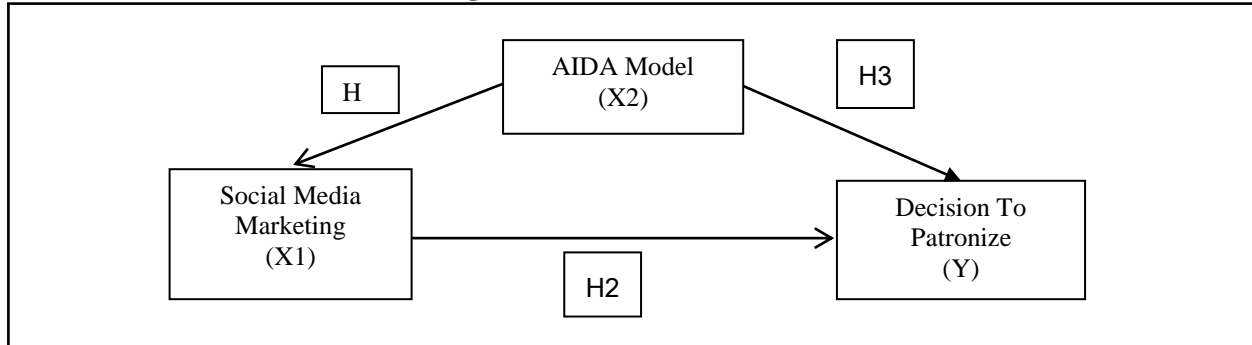 AIDA Model
(X2)
H
H3
Social Media
Marketing
(X1)
Decision To
Patronize
(Y)
H2